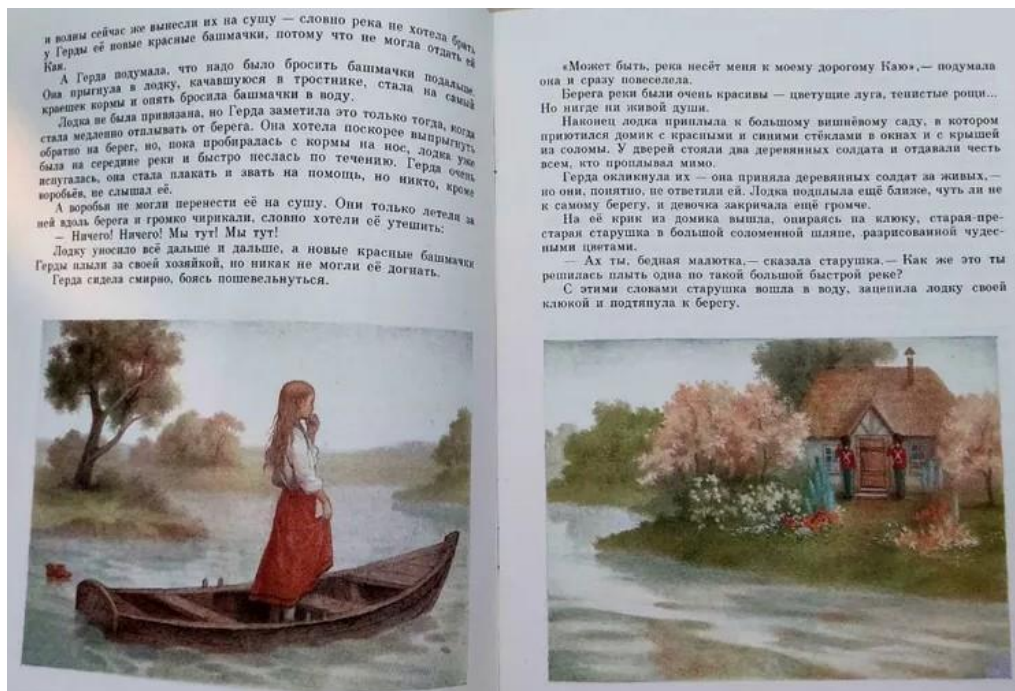 и волны сейчас же вынесли их на сушу — словно река не хотела брать
у Герды её новые красные башмачки, потому что не могла отдать ей
Кая.
А Герда подумала, что надо было бросить башмачки подальше.
Она прыгнула в лодку, качавшуюся в тростнике, стала на самый
краешек кормы и опять бросила башмачки в воду.
Лодка не была привязана, но Герда заметила это только тогда, когда
стала медленно отплывать от берега. Она хотела поскорее выпрыгнуть
обратно на берег, но, пока пробиралась с кормы на нос, лодка уже
была на середине реки и быстро неслась по течению. Герда очень
испугалась, она стала плакать и звать на помощь, но никто, кроме
воробьёв, не слышал её.
А воробьи не могли перенести её на сушу. Они только летели за
ней вдоль берега и громко чирикали, словно хотели её утешить:
— Ничего! Ничего! Мы тут! Мы тут!
Лодку уносило всё дальше и дальше, а новые красные башмачки
Герды плыли за своей хозяйкой, но никак не могли её догнать.
Герда сидела смирно, боясь пошевельнуться.
«Может быть, река несёт меня к моему дорогому Каю»,— подумала
она и сразу повеселела.
Берега реки были очень красивы — цветущие луга, тенистые рощи...
Но нигде ни живой души.
Наконец лодка приплыла к большому вишнёвому саду, в котором
приютился домик с красными и синими стёклами в окнах и с крышей
из соломы. У дверей стояли два деревянных солдата и отдавали честь
всем, кто проплывал мимо.
Герда окликнула их — она приняла деревянных солдат за живых,—
но они, понятно, не ответили ей. Лодка подплыла ещё ближе, чуть ли не
к самому берегу, и девочка закричала ещё громче.
На её крик из домика вышла, опираясь на клюку, старая-пре-
старая старушка в большой соломенной шляпе, разрисованной чудес-
ными цветами.
— Ах ты, бедная малютка,— сказала старушка.— Как же это ты
решилась плыть одна по такой большой быстрой реке?
С этими словами старушка вошла в воду, зацепила лодку своей
клюкой и подтянула к берегу.